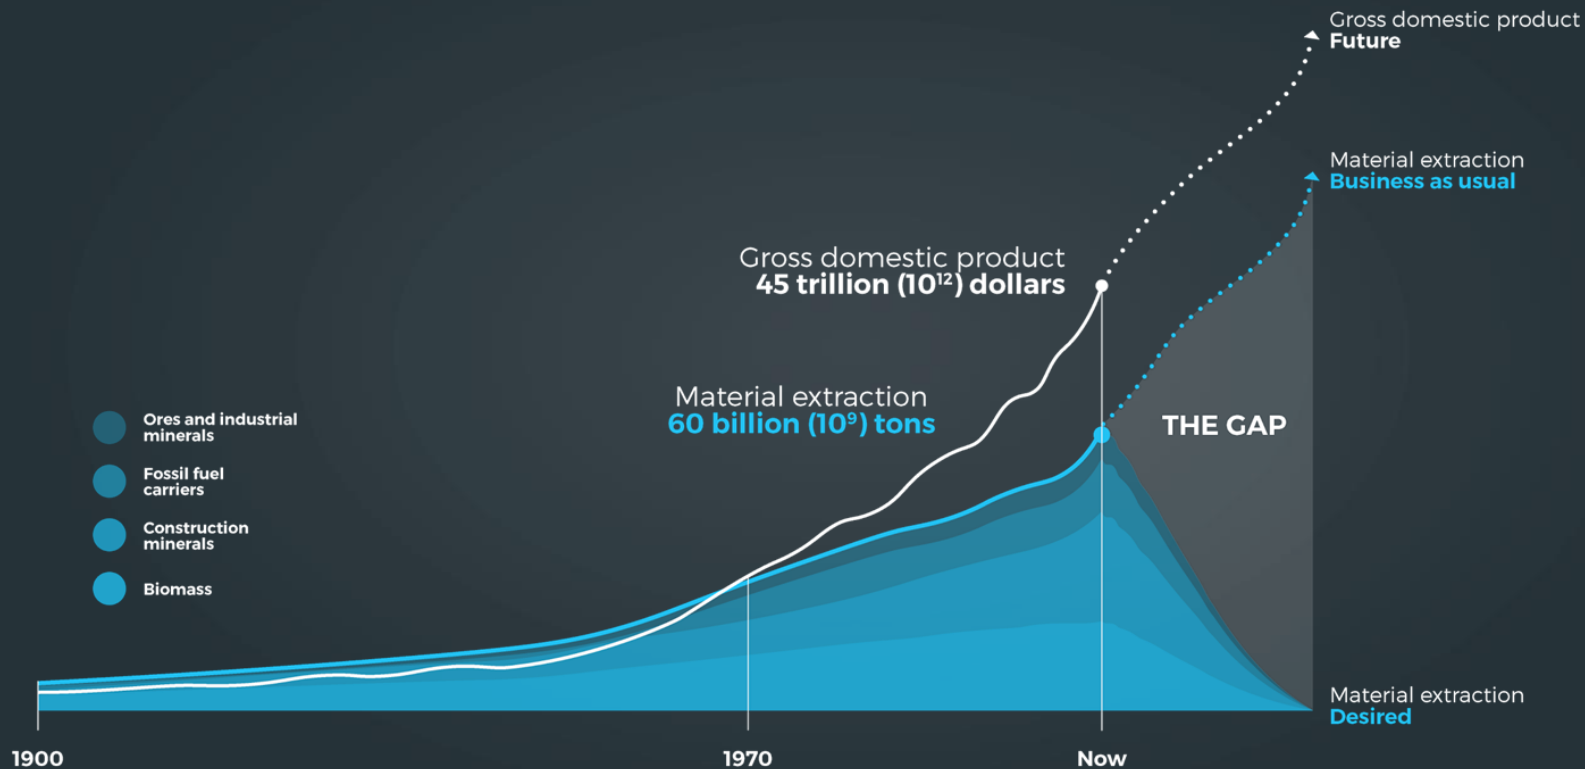 Gross domestic product
Future
Material extraction
Business as usual
Gross domestic product
45 trillion (10¹²) dollars
Material extraction
60 billion (10⁹) tons
THE GAP
Ores and industrial
minerals
Fossil fuel
carriers
Construction
minerals
Biomass
Material extraction
Desired
1900
1970
Now